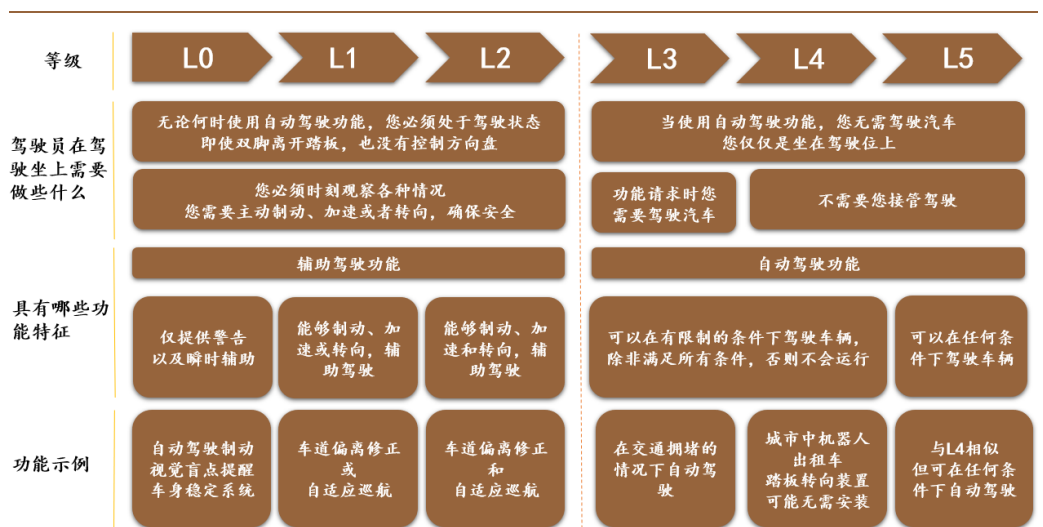 等级
L0
L1
L2
L3
L4
L5
驾驶员在驾
驶坐上需要
做些什么
无论何时使用自动驾驶功能，您必须处于驾驶状态
即使双脚离开踏板，也没有控制方向盘
当使用自动驾驶功能，您无需驾驶汽车
您仅仅是坐在驾驶位上
您必须时刻观察各种情况
您需要主动制动、加速或者转向，确保安全
功能请求时您
需要驾驶汽车
不需要您接管驾驶
具有哪些功
能特征
辅助驾驶功能
自动驾驶功能
仅提供警告
以及瞬时辅助
能够制动、加
速或转向，辅
助驾驶
能够制动、加
速和转向，辅
助驾驶
可以在有限制的条件下驾驶车辆，
除非满足所有条件，否则不会运行
可以在任何条
件下驾驶车辆
功能示例
自动驾驶制动
视觉盲点提醒
车身稳定系统
车道偏离修正
或
自适应巡航
车道偏离修正
和
自适应巡航
在交通拥堵的
情况下自动驾
驶
城市中机器人
出租车
踏板转向装置
可能无需安装
与L4相似
但可在任何条
件下自动驾驶